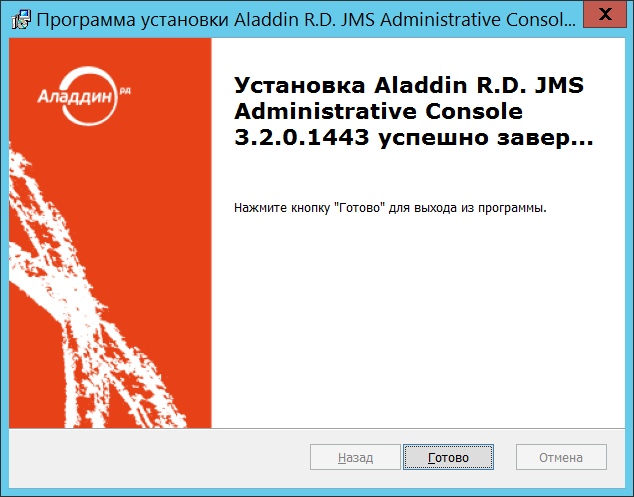 Программа установки Aladdin R.D. JMS Administrative Consol...
X
Аладдин РД
Установка Aladdin R.D. JMS
Administrative Console
3.2.0.1443 успешно завер...
Нажмите кнопку "Готово" для выхода из программы.
Назад Готово Отмена